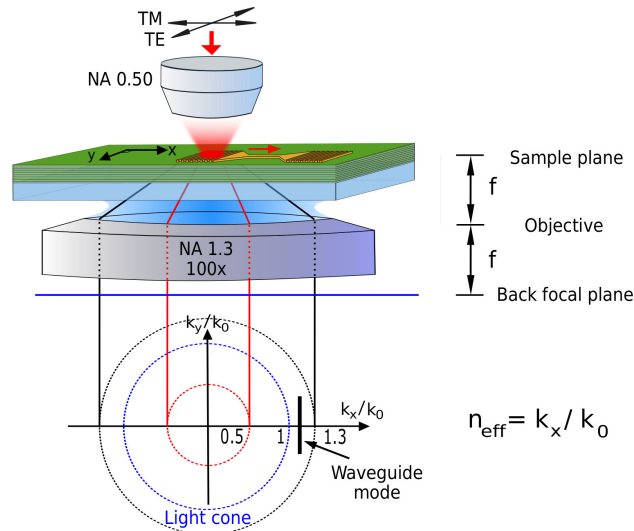 TM
TE
NA 0.50
y
x
Sample plane
f
Objective
NA 1.3
100x
f
Back focal plane
k_y/k_0
k_x/k_0
0.5
1
1.3
n_eff = k_x / k_0
Waveguide
mode
Light cone